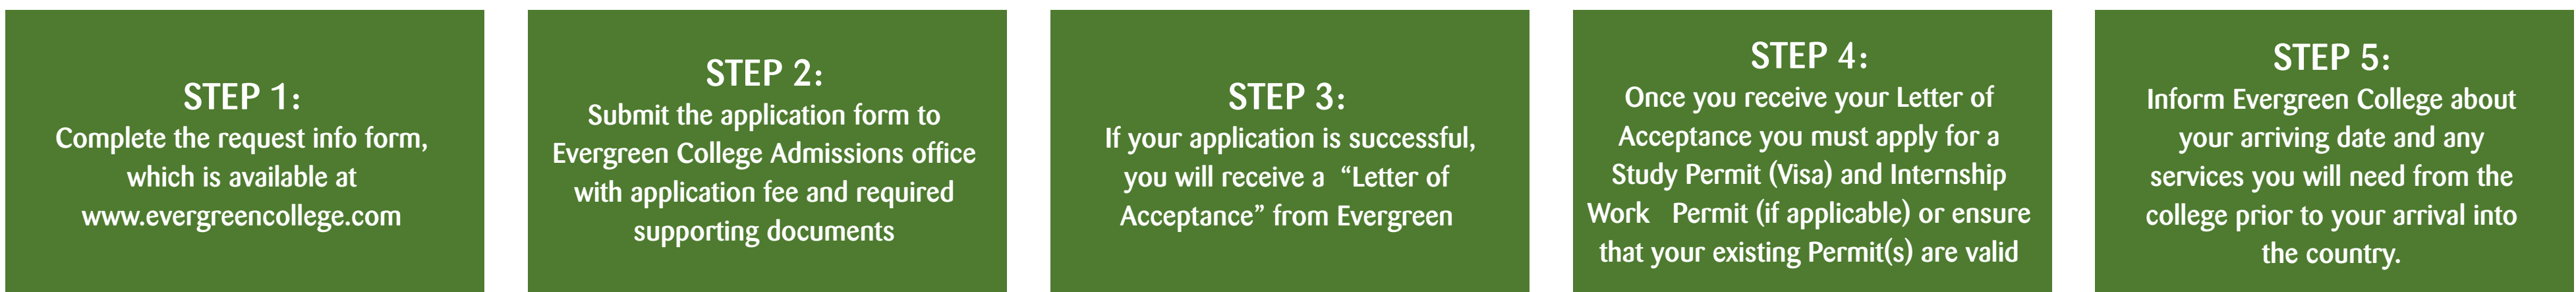 STEP 1:
Complete the request info form,
which is available at
www.evergreencollege.com
STEP 2:
Submit the application form to
Evergreen College Admissions office
with application fee and required
supporting documents
STEP 3:
If your application is successful,
you will receive a “Letter of
Acceptance” from Evergreen
STEP 4:
Once you receive your Letter of
Acceptance you must apply for a
Study Permit (Visa) and Internship
Work Permit (if applicable) or ensure
that your existing Permit(s) are valid
STEP 5:
Inform Evergreen College about
your arriving date and any
services you will need from the
college prior to your arrival into
the country.